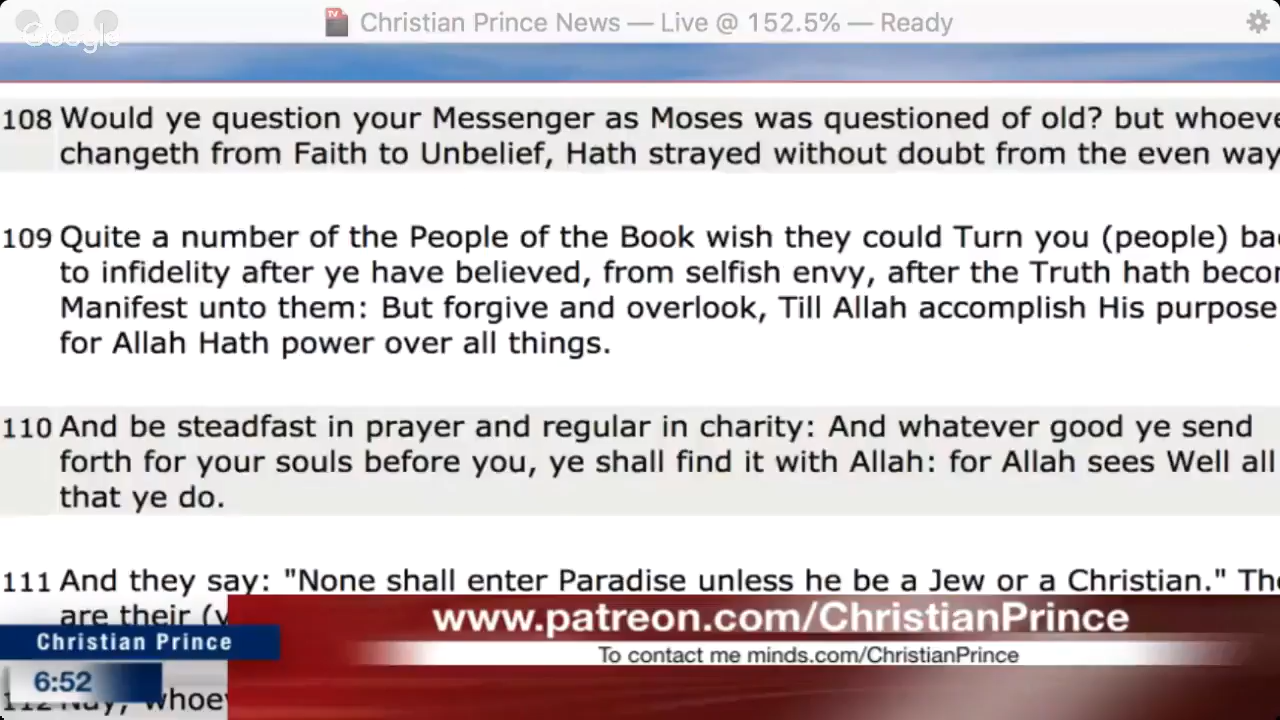 Christian Prince News — Live @ 152.5% — Ready
Google
108 Would ye question your Messenger as Moses was questioned of old? but
changeth from Faith to Unbelief, Hath strayed without doubt from the even way
109 Quite a number of the People of the Book wish they could Turn you (people)
to infidelity after ye have believed, from selfish envy, after the Truth hath
Manifest unto them: But forgive and overlook, Till Allah accomplish His purpose
for Allah Hath power over all things.
110 And be steadfast in prayer and regular in charity: And whatever good ye send
forth for your souls before you, ye shall find it with Allah: for Allah sees Well all
that ye do.
111 And they say: "None shall enter Paradise unless he be a Jew or a Christian."
are their
www.patreon.com/ChristianPrince
Christian Prince
To contact me minds.com/ChristianPrince
6:52
112 Nay,